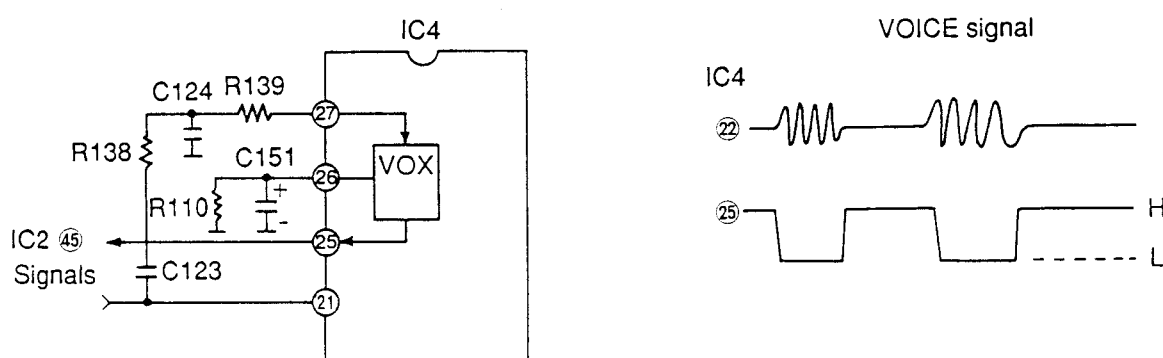 IC4
C124
R139
27
R138
C151
26
VOX
R110
+
-
IC2 45
25
Signals
C123
21
VOICE signal
IC4
22
25
H
L